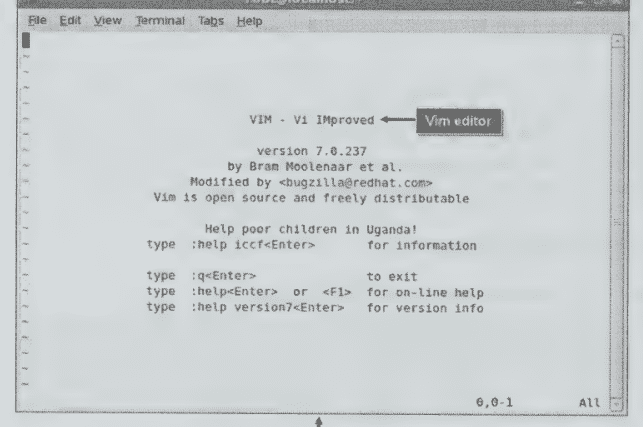 File Edit View Terminal Tabs Help
VIM - Vi IMproved
Vim editor
version 7.0.237
by Bram Moolenaar et al.
Modified by <bugzilla@redhat.com>
Vim is open source and freely distributable
Help poor children in Uganda!
type :help iccf<Enter> for information
type :q<Enter> to exit
type :help<Enter> or <F1> for on-line help
type :help version7<Enter> for version info
0,0-1 All